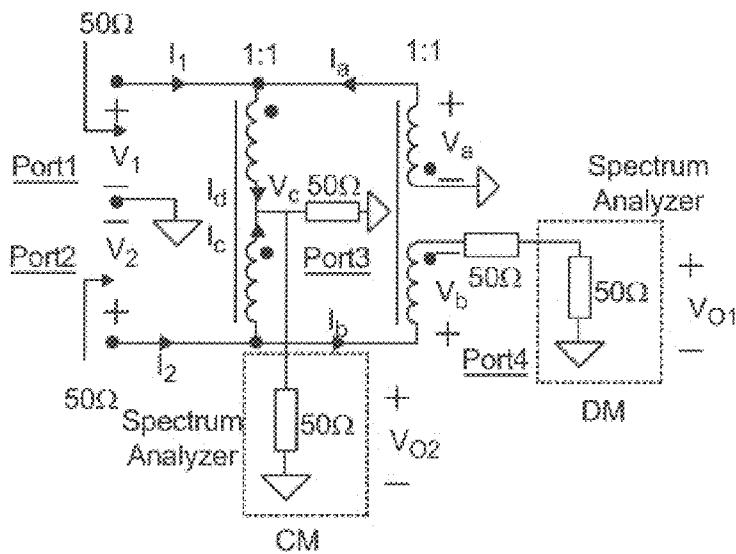 50Ω
1:1
1:1
I1
Ia
+
V1
−
Port1
−
V2
Port2
+
50Ω
I2
Id
Ic
Vc
50Ω
Port3
+
Va
−
Spectrum
Analyzer
−
Vb
+
50Ω
50Ω
+
VO1
−
Port4
DM
Ib
Spectrum
Analyzer
50Ω
+
VO2
−
CM